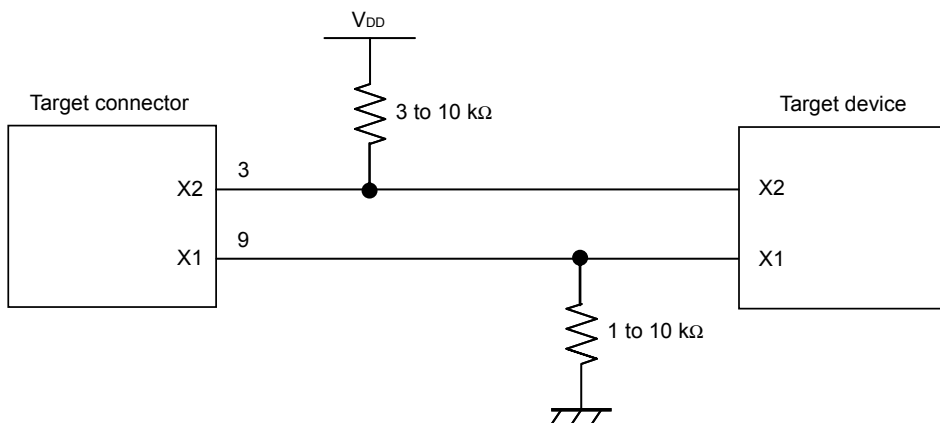 VDD
Target connector
3 to 10 kΩ
Target device
3
X2
X2
9
X1
X1
1 to 10 kΩ